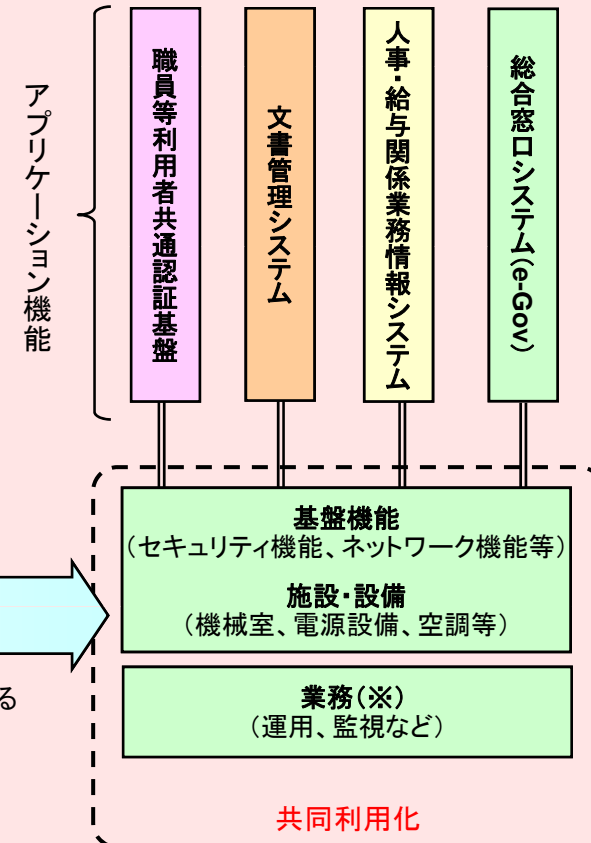 アプリケーション機能
職員等利用者共通認証基盤
文書管理システム
人事・給与関係業務情報システム
総合窓口システム(e-Gov)
基盤機能
(セキュリティ機能、ネットワーク機能等)
施設・設備
(機械室、電源設備、空調等)
る
業務(※)
(運用、監視など)
共同利用化